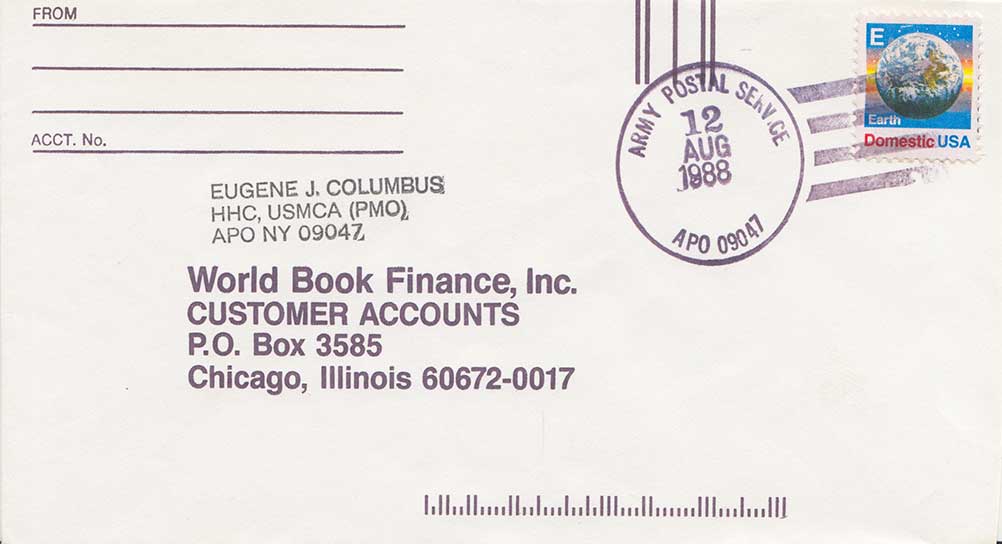 FROM
ACCT. No.
EUGENE J. COLUMBUS
HHC, USMCA (PMO)
APO NY 09047
World Book Finance, Inc.
CUSTOMER ACCOUNTS
P.O. Box 3585
Chicago, Illinois 60672-0017
ARMY POSTAL SERVICE
12
AUG
1988
APO 09047
E
Earth
Domestic USA